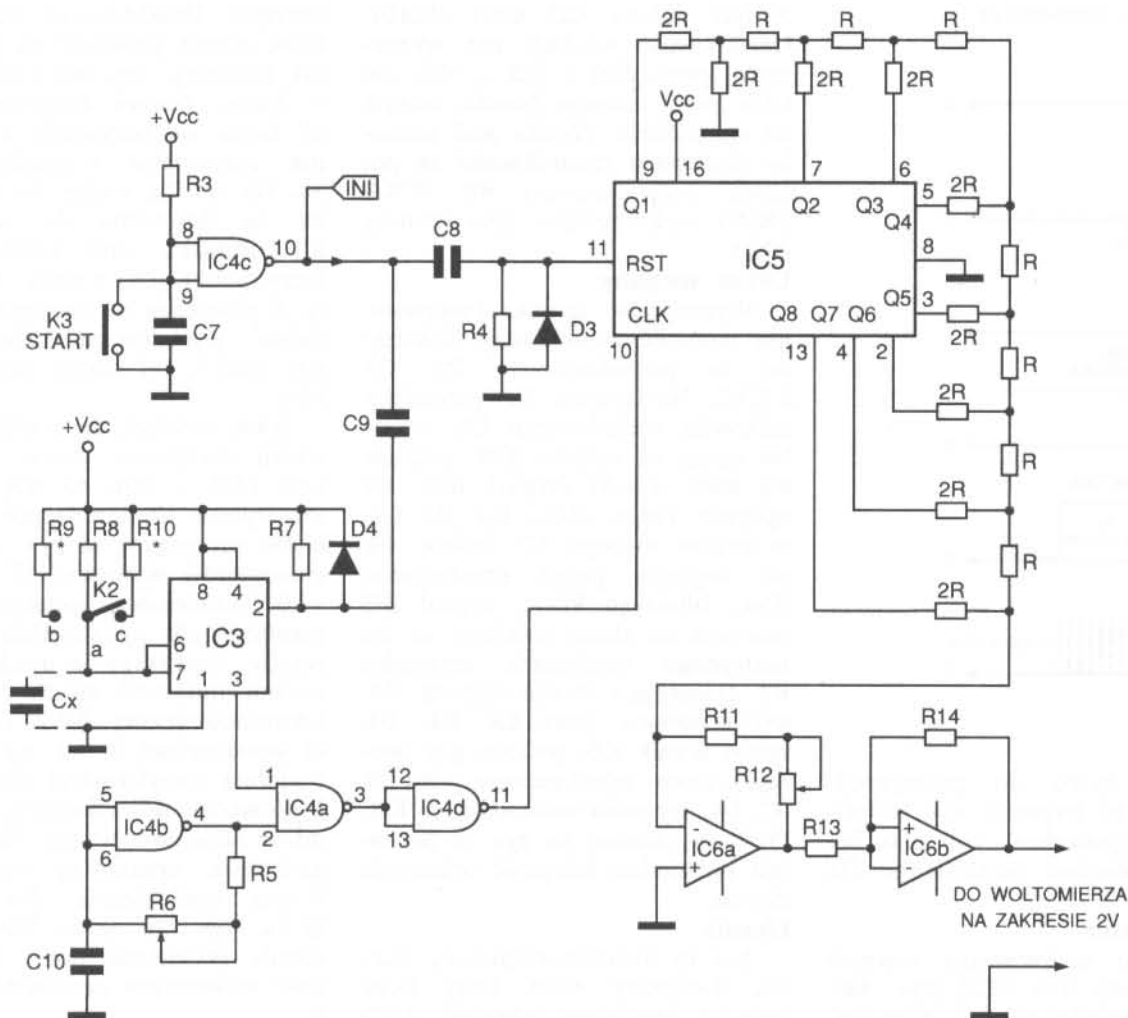 2R
R
R
R
2R
2R
2R
Vcc
+Vcc
R3
INI
9
16
7
6
5
2R
Q1
Q2
Q3
Q4
8
10
IC4c
C8
11
RST
IC5
8
R
9
K3
START
C7
R4
D3
CLK
Q8
Q7
Q6
Q5
3
2R
10
13
4
2
R
+Vcc
C9
2R
R
R9
*
R8
R10
*
R7
D4
2R
K2
8
4
R
b
a
c
IC3
2
2R
6
7
1
3
Cx
R11
R14
5
4
1
3
12
11
R12
IC4b
IC4a
IC4d
6
2
13
R13
-
+
R5
IC6a
+
IC6b
-
R6
C10
DO WOLTOMIERZA
NA ZAKRESIE 2V